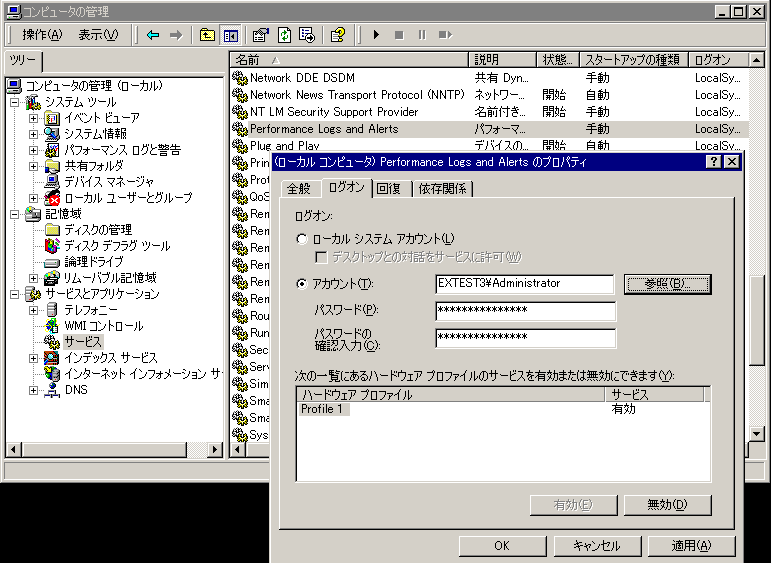 コンピュータの管理
操作(A) 表示(V)
ツリー
コンピュータの管理 (ローカル)
システム ツール
イベント ビューア
システム情報
パフォーマンス ログと警告
共有フォルダ
デバイス マネージャ
ローカル ユーザーとグループ
記憶域
ディスクの管理
ディスク デフラグ ツール
論理ドライブ
リムーバブル記憶域
サービスとアプリケーション
テレフォニー
WMI コントロール
サービス
インデックス サービス
インターネット インフォメーション サ
DNS
名前 説明 状態... スタートアップの種類 ログオン
Network DDE DSDM 共有 Dyn... 手動 LocalSy...
Network News Transport Protocol (NNTP) ネットワー... 開始 自動 LocalSy...
NT LM Security Support Provider 名前付き... 開始 手動 LocalSy...
Performance Logs and Alerts パフォーマ... 手動 LocalSy...
Plug and Play デバイスの... 開始 自動 LocalSy...
Prin
Prot
QoS
Rem
Rem
Rem
Rem
Rem
Rem
Rou
Run
Sec
Serv
Sim
Sma
Sma
Sys
(ローカル コンピュータ) Performance Logs and Alerts のプロパティ
全般 ログオン 回復 依存関係
ログオン:
ローカル システム アカウント(L)
デスクトップとの対話をサービスに許可(W)
アカウント(T): EXTEST3¥Administrator 参照(B)...
パスワード(P): ***************
パスワードの
確認入力(C): ***************
次の一覧にあるハードウェア プロファイルのサービスを有効または無効にできます(Y):
ハードウェア プロファイル サービス
Profile 1 有効
有効(E) 無効(D)
OK キャンセル 適用(A)